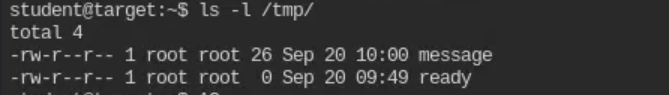 student@target:~$ ls -l /tmp/
total 4
-rw-r--r-- 1 root root 26 Sep 20 10:00 message
-rw-r--r-- 1 root root  0 Sep 20 09:49 ready